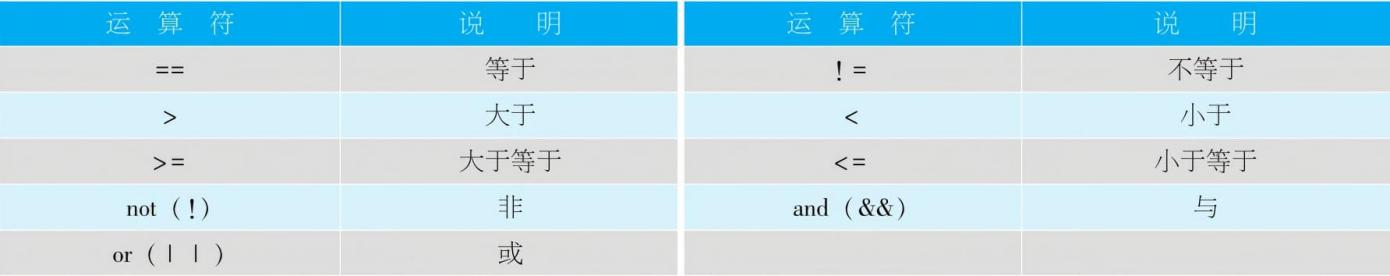 运算符 说明 运算符 说明
== 等于 != 不等于
> 大于 < 小于
>= 大于等于 <= 小于等于
not (!) 非 and (&&) 与
or (||) 或